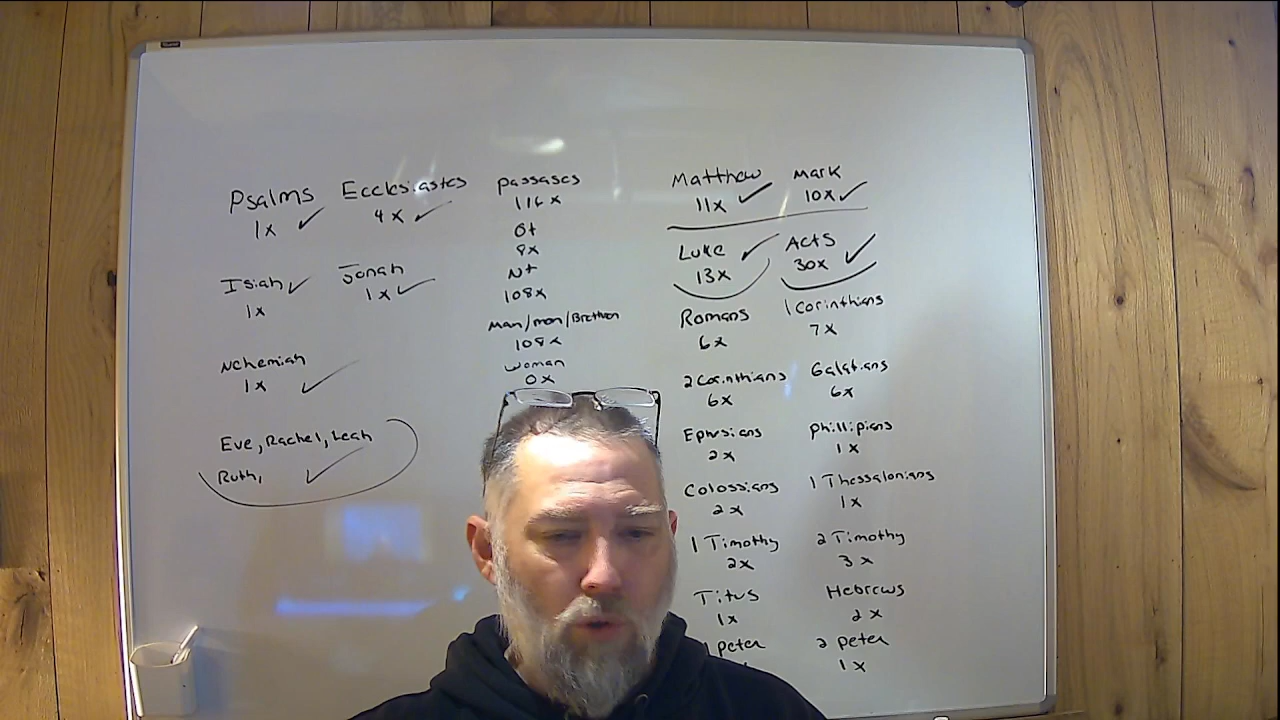 Psalms
1x ✓
Ecclesiastes
4x ✓
Isiah ✓
1x
Jonah
1x ✓
Nehemiah
1x ✓
Eve, Rachel, Leah
Ruth, ✓
passages
116x
Ot
8x
Nt
108x
Man/men/Brethren
108x
woman
0x
Matthew
11x ✓
Mark
10x ✓
Luke ✓
13x
Acts ✓
30x
Romans
6x
1 Corinthians
7x
2 Corinthians
6x
Galatians
6x
Ephesians
2x
phillipians
1x
Colossians
2x
1 Thessalonians
1x
1 Timothy
2x
2 Timothy
3x
Titus
1x
Hebrews
2x
peter
2 peter
1x